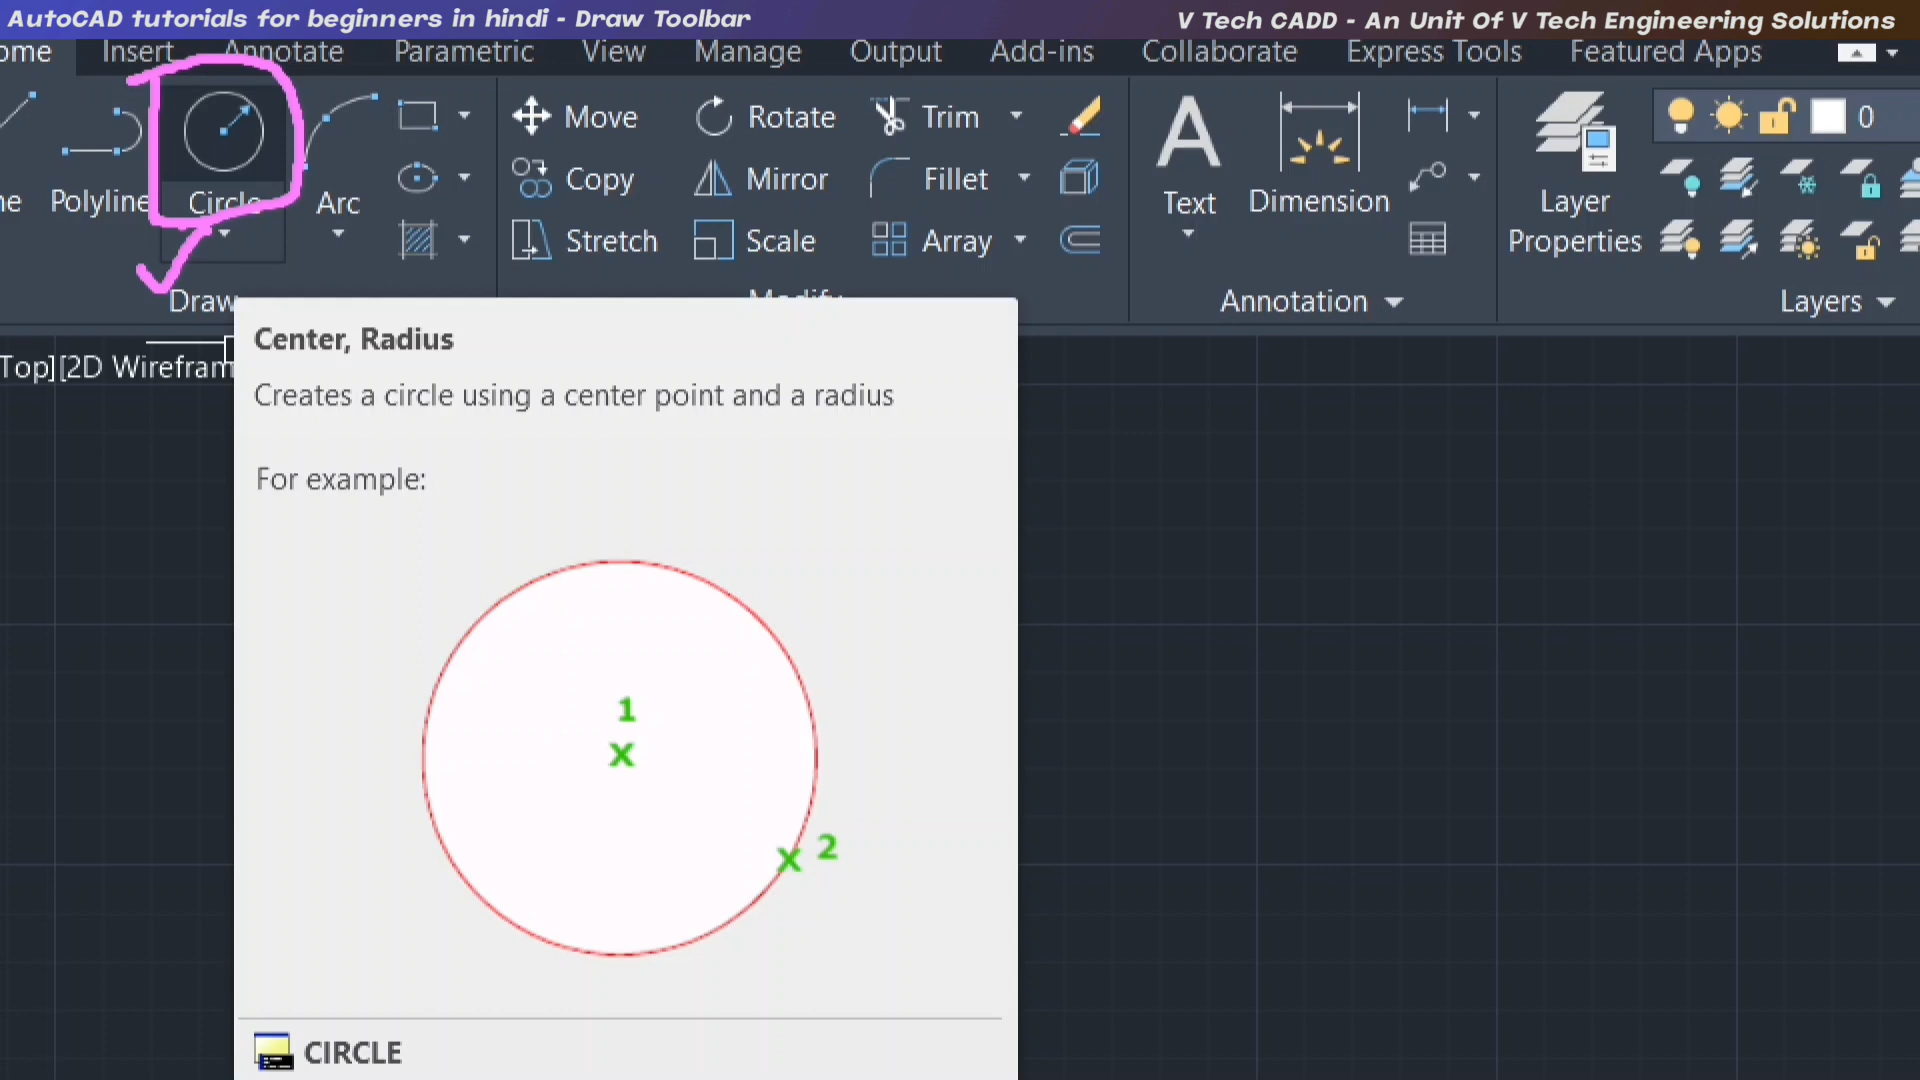 AutoCAD tutorials for beginners in hindi - Draw Toolbar
V Tech CADD - An Unit Of V Tech Engineering Solutions
ome Insert Annotate Parametric View Manage Output Add-ins Collaborate Express Tools Featured Apps
Move Rotate Trim 0
Copy Mirror Fillet
ne Polyline Circle Arc Text Dimension Layer
Stretch Scale Array Properties
Draw Modify Annotation Layers
Top][2D Wirefram
Center, Radius
Creates a circle using a center point and a radius
For example:
1
x
x 2
CIRCLE